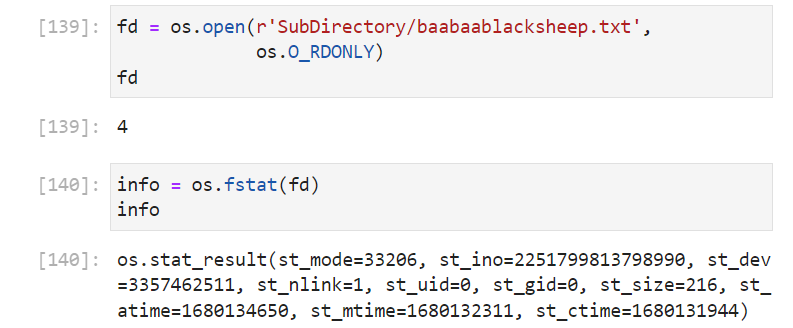 [139]: fd = os.open(r'SubDirectory/baabaablacksheep.txt',
os.O_RDONLY)
fd
[139]: 4
[140]: info = os.fstat(fd)
info
[140]: os.stat_result(st_mode=33206, st_ino=2251799813798990, st_dev
=3357462511, st_nlink=1, st_uid=0, st_gid=0, st_size=216, st_
atime=1680134650, st_mtime=1680132311, st_ctime=1680131944)